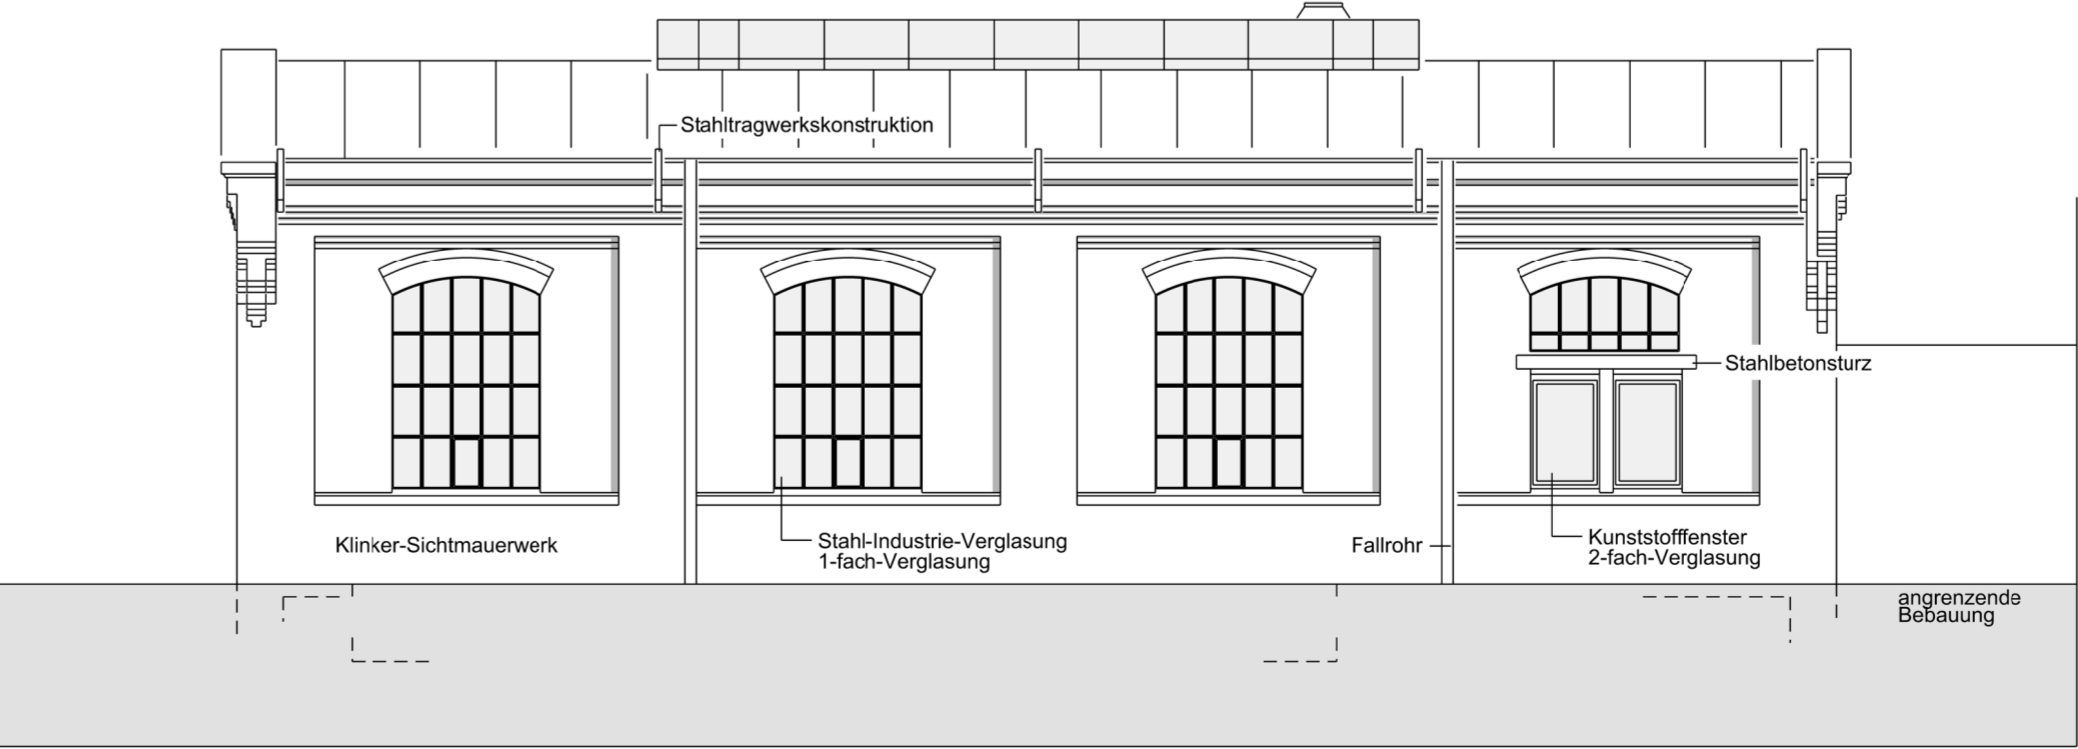 Stahltragwerkskonstruktion
Stahlbetonsturz
Klinker-Sichtmauerwerk
Stahl-Industrie-Verglasung
1-fach-Verglasung
Fallrohr
Kunststofffenster
2-fach-Verglasung
angrenzende
Bebauung